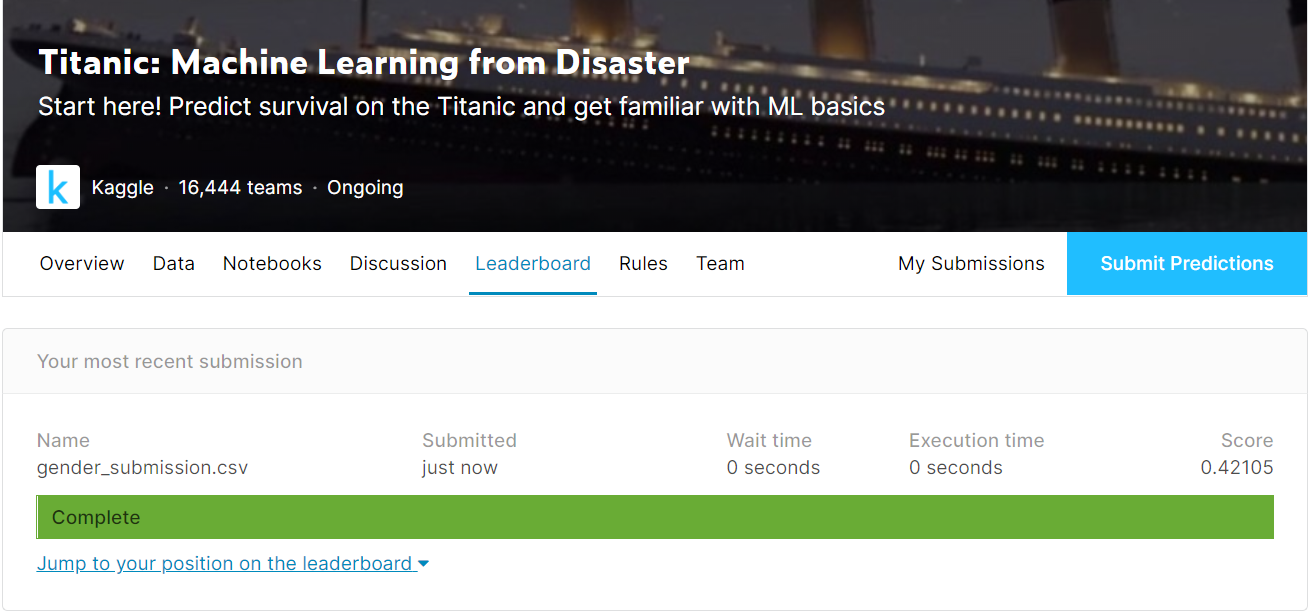 Titanic: Machine Learning from Disaster
Start here! Predict survival on the Titanic and get familiar with ML basics
k Kaggle · 16,444 teams · Ongoing
Overview Data Notebooks Discussion Leaderboard Rules Team My Submissions Submit Predictions
Your most recent submission
Name Submitted Wait time Execution time Score
gender_submission.csv just now 0 seconds 0 seconds 0.42105
Complete
Jump to your position on the leaderboard